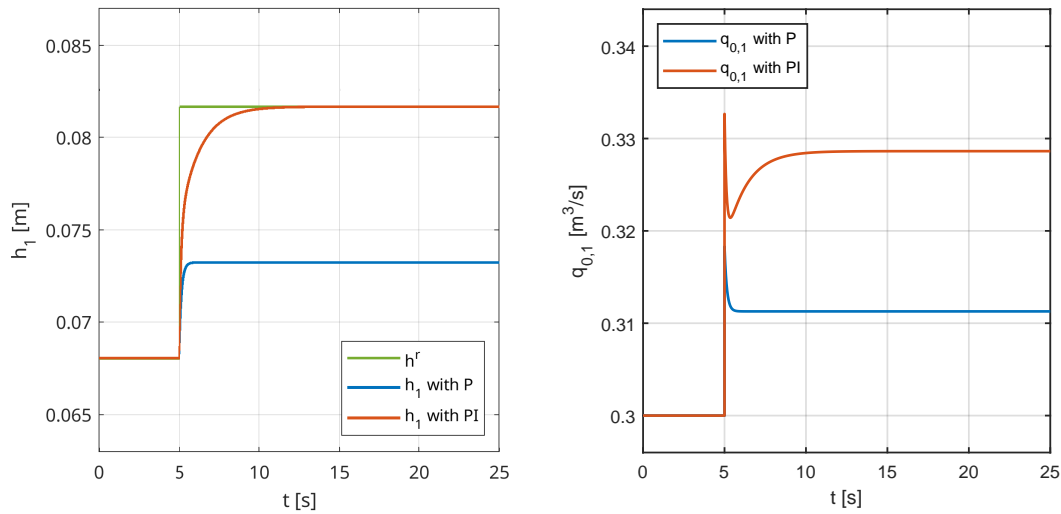 0.085
0.08
0.075
0.07
0.065
h₁ [m]
0 5 10 15 20 25
t [s]
hʳ
h₁ with P
h₁ with PI
0.34
0.33
0.32
0.31
0.3
q₀,₁ [m³/s]
0 5 10 15 20 25
t [s]
q₀,₁ with P
q₀,₁ with PI